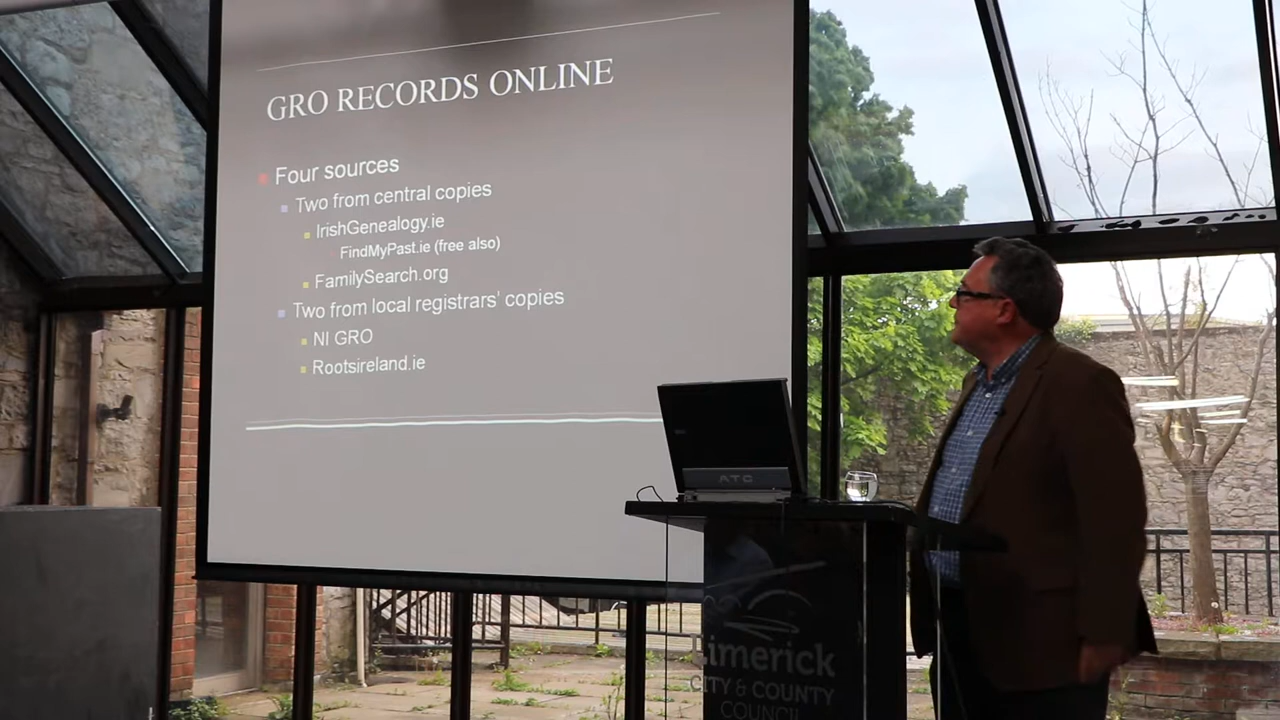 GRO RECORDS ONLINE
Four sources
Two from central copies
IrishGenealogy.ie
FindMyPast.ie (free also)
FamilySearch.org
Two from local registrars' copies
NI GRO
Rootsireland.ie
ATC
Limerick
CITY & COUNTY
COUNCIL